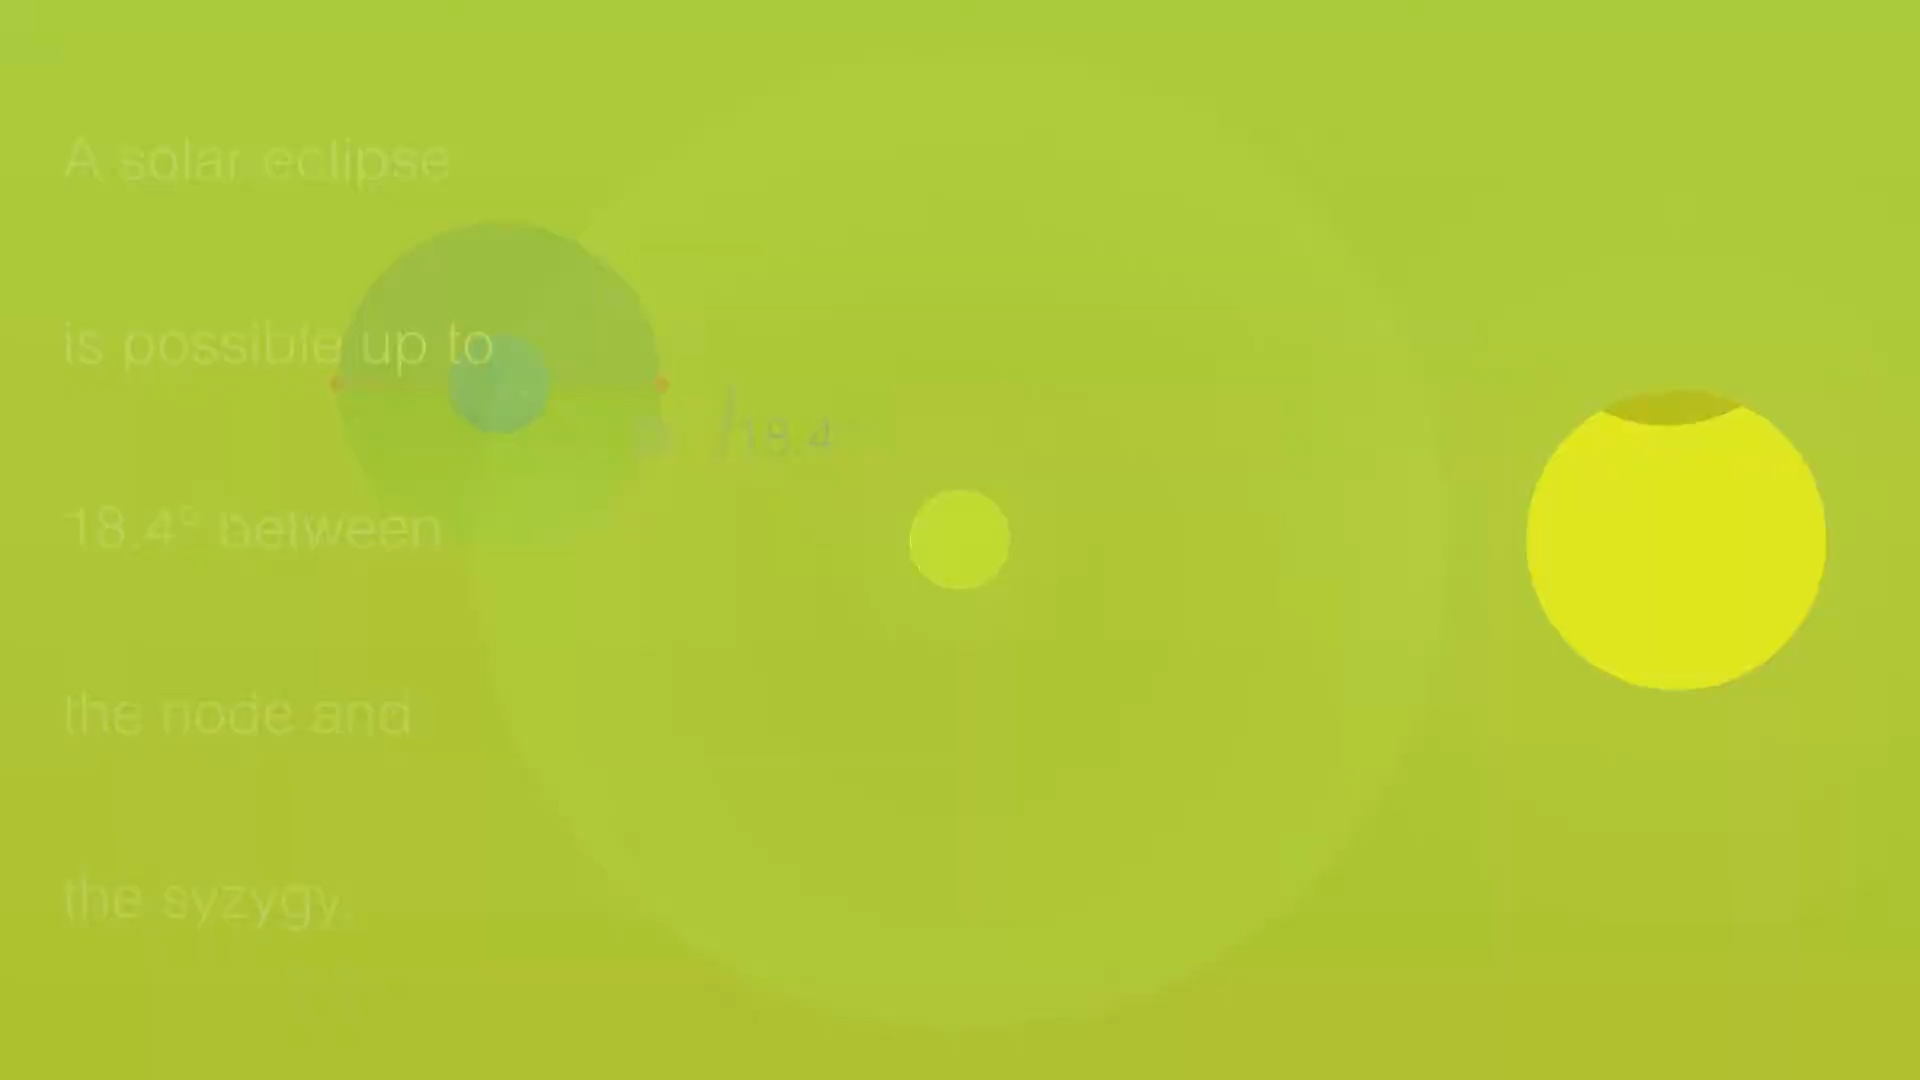 A solar eclipse
is possible up to
18.4
18.4° between
the node and
the syzygy.